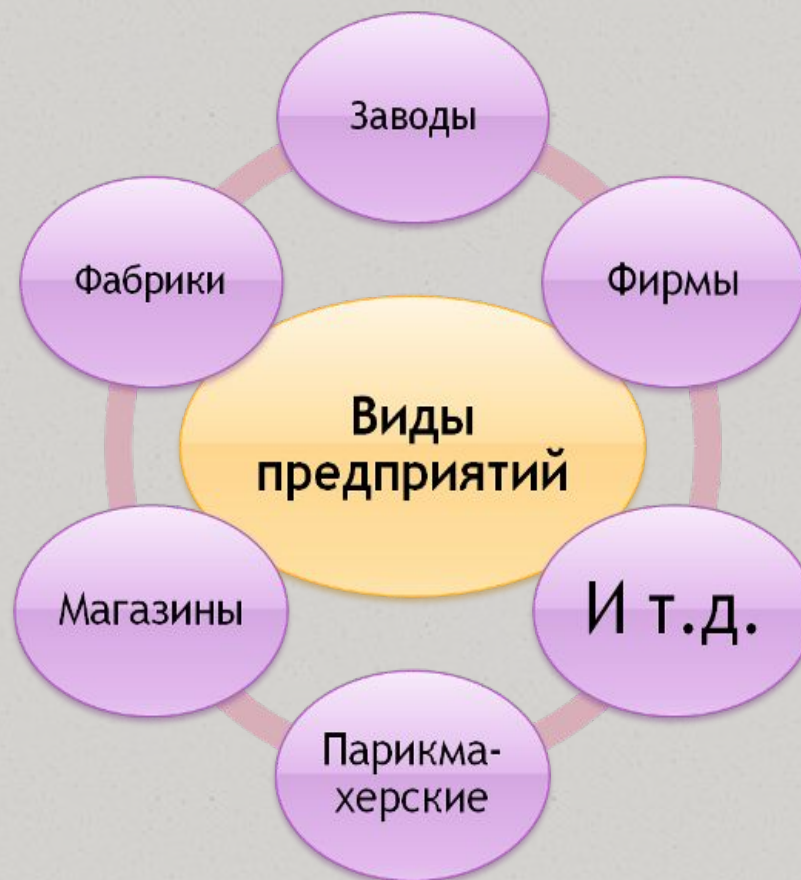 Заводы
Фабрики
Фирмы
Виды
предприятий
Магазины
И т.д.
Парикма-
херские